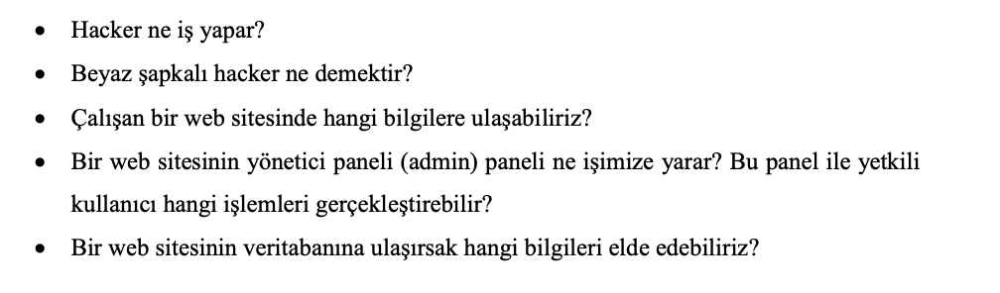 • Hacker ne iş yapar?
• Beyaz şapkalı hacker ne demektir?
• Çalışan bir web sitesinde hangi bilgilere ulaşabiliriz?
• Bir web sitesinin yönetici paneli (admin) paneli ne işimize yarar? Bu panel ile yetkili
kullanıcı hangi işlemleri gerçekleştirebilir?
• Bir web sitesinin veritabanına ulaşırsak hangi bilgileri elde edebiliriz?